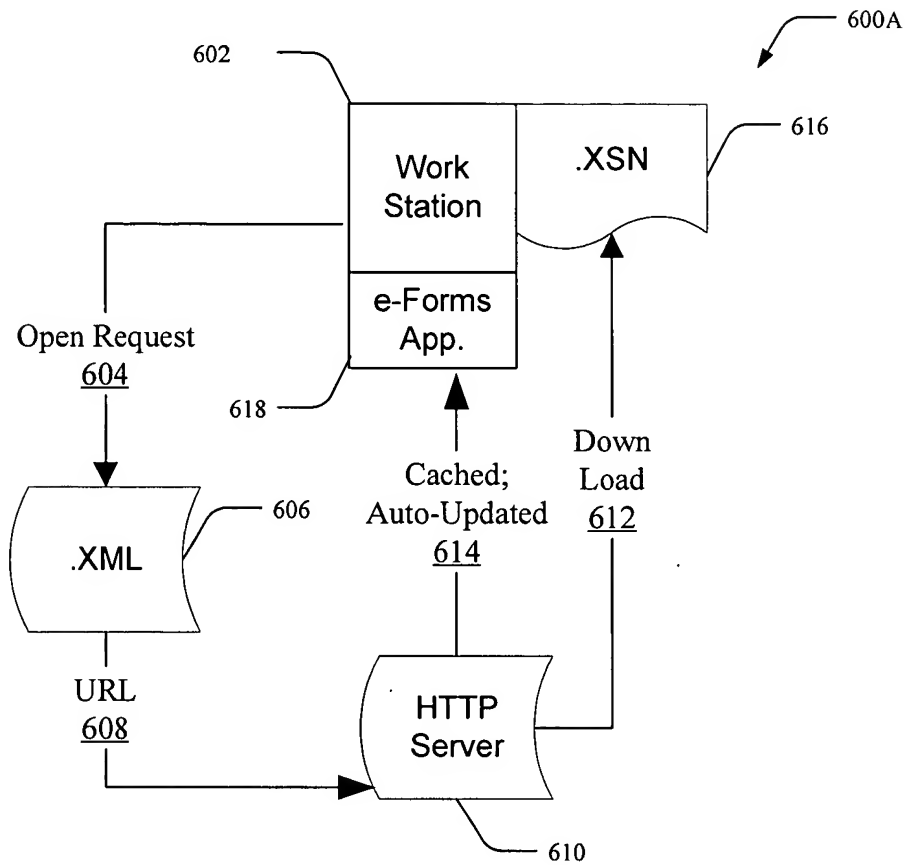 600A
602
616
Work
Station
.XSN
e-Forms
App.
Open Request
604
618
Down
Load
612
Cached;
Auto-Updated
614
606
.XML
URL
608
HTTP
Server
610